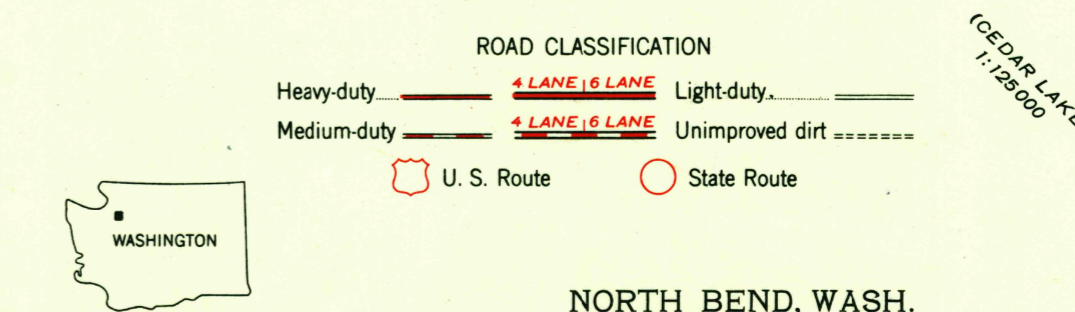 ROAD CLASSIFICATION
Heavy-duty 4 LANE 6 LANE Light-duty
Medium-duty 4 LANE 6 LANE Unimproved dirt
U. S. Route State Route
(CEDAR LAKE
1:125000
WASHINGTON
NORTH BEND, WASH.